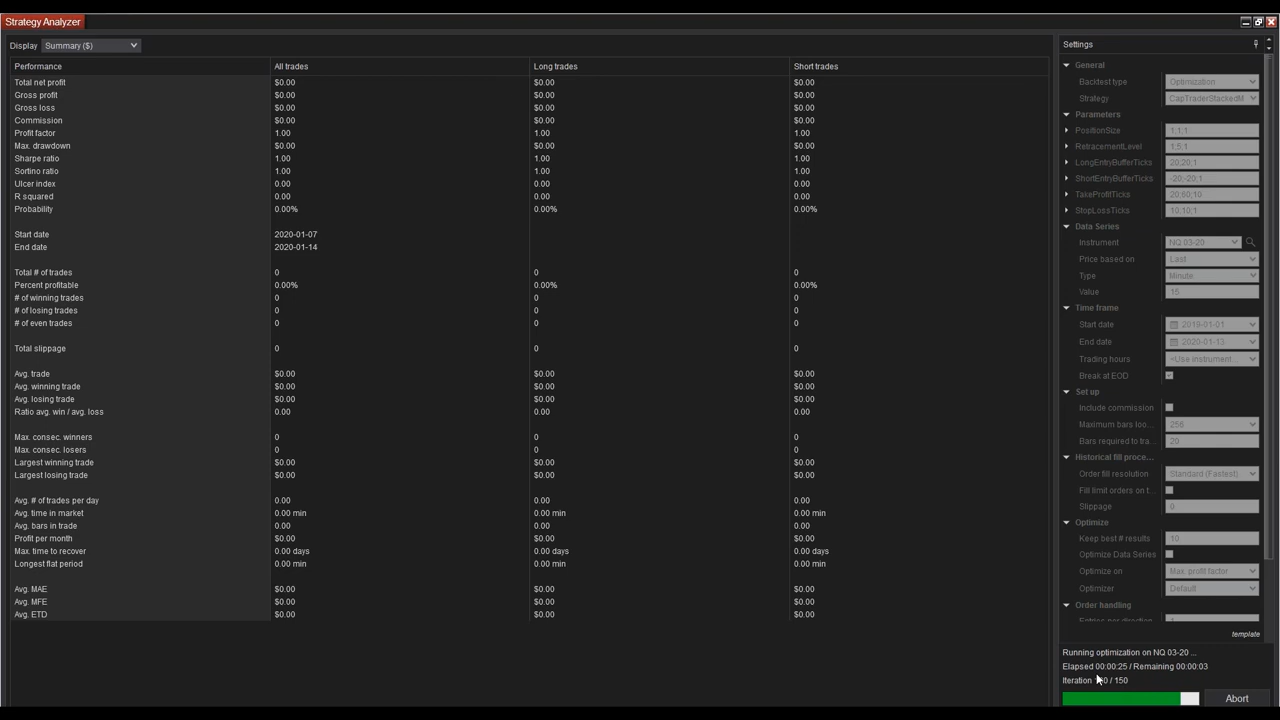 Strategy Analyzer
Display Summary ($)
Performance All trades Long trades Short trades
Total net profit $0.00 $0.00 $0.00
Gross profit $0.00 $0.00 $0.00
Gross loss $0.00 $0.00 $0.00
Commission $0.00 $0.00 $0.00
Profit factor 1.00 1.00 1.00
Max. drawdown $0.00 $0.00 $0.00
Sharpe ratio 1.00 1.00 1.00
Sortino ratio 1.00 1.00 1.00
Ulcer index 0.00 0.00 0.00
R squared 0.00 0.00 0.00
Probability 0.00% 0.00% 0.00%
Start date 2020-01-07
End date 2020-01-14
Total # of trades 0 0 0
Percent profitable 0.00% 0.00% 0.00%
# of winning trades 0 0 0
# of losing trades 0 0 0
# of even trades 0 0 0
Total slippage 0 0 0
Avg. trade $0.00 $0.00 $0.00
Avg. winning trade $0.00 $0.00 $0.00
Avg. losing trade $0.00 $0.00 $0.00
Ratio avg. win / avg. loss 0.00 0.00 0.00
Max. consec. winners 0 0 0
Max. consec. losers 0 0 0
Largest winning trade $0.00 $0.00 $0.00
Largest losing trade $0.00 $0.00 $0.00
Avg. # of trades per day 0.00 0.00 0.00
Avg. time in market 0.00 min 0.00 min 0.00 min
Avg. bars in trade 0.00 0.00 0.00
Profit per month $0.00 $0.00 $0.00
Max. time to recover 0.00 days 0.00 days 0.00 days
Longest flat period 0.00 min 0.00 min 0.00 min
Avg. MAE $0.00 $0.00 $0.00
Avg. MFE $0.00 $0.00 $0.00
Avg. ETD $0.00 $0.00 $0.00
Settings
General
Backtest type Optimization
Strategy CapTraderStackedM
Parameters
PositionSize 1;1;1
RetracementLevel 1;5;1
LongEntryBufferTicks 20;20;1
ShortEntryBufferTicks -20;-20;1
TakeProfitTicks 20;60;10
StopLossTicks 10;10;1
Data Series
Instrument NQ 03-20
Price based on Last
Type Minute
Value 15
Time frame
Start date 2019-01-01
End date 2020-01-13
Trading hours <Use instrument...
Break at EOD
Set up
Include commission
Maximum bars loo... 256
Bars required to tra... 20
Historical fill proce...
Order fill resolution Standard (Fastest)
Fill limit orders on t...
Slippage 0
Optimize
Keep best # results 10
Optimize Data Series
Optimize on Max. profit factor
Optimizer Default
Order handling
Entries per direction 1
template
Running optimization on NQ 03-20 ...
Elapsed 00:00:25 / Remaining 00:00:03
Iteration / 150
Abort